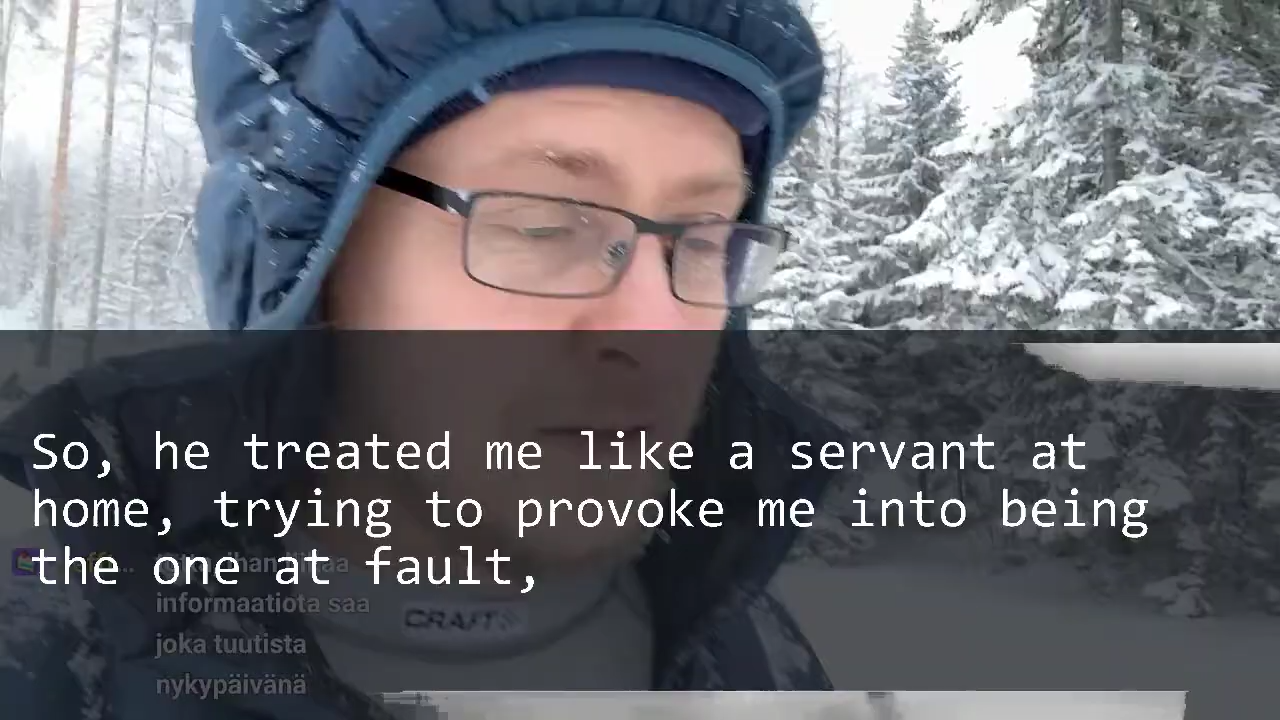 So, he treated me like a servant at
home, trying to provoke me into being
the one at fault,
informaatiota saa
joka tuutista
nykypäivänä
CRAFT